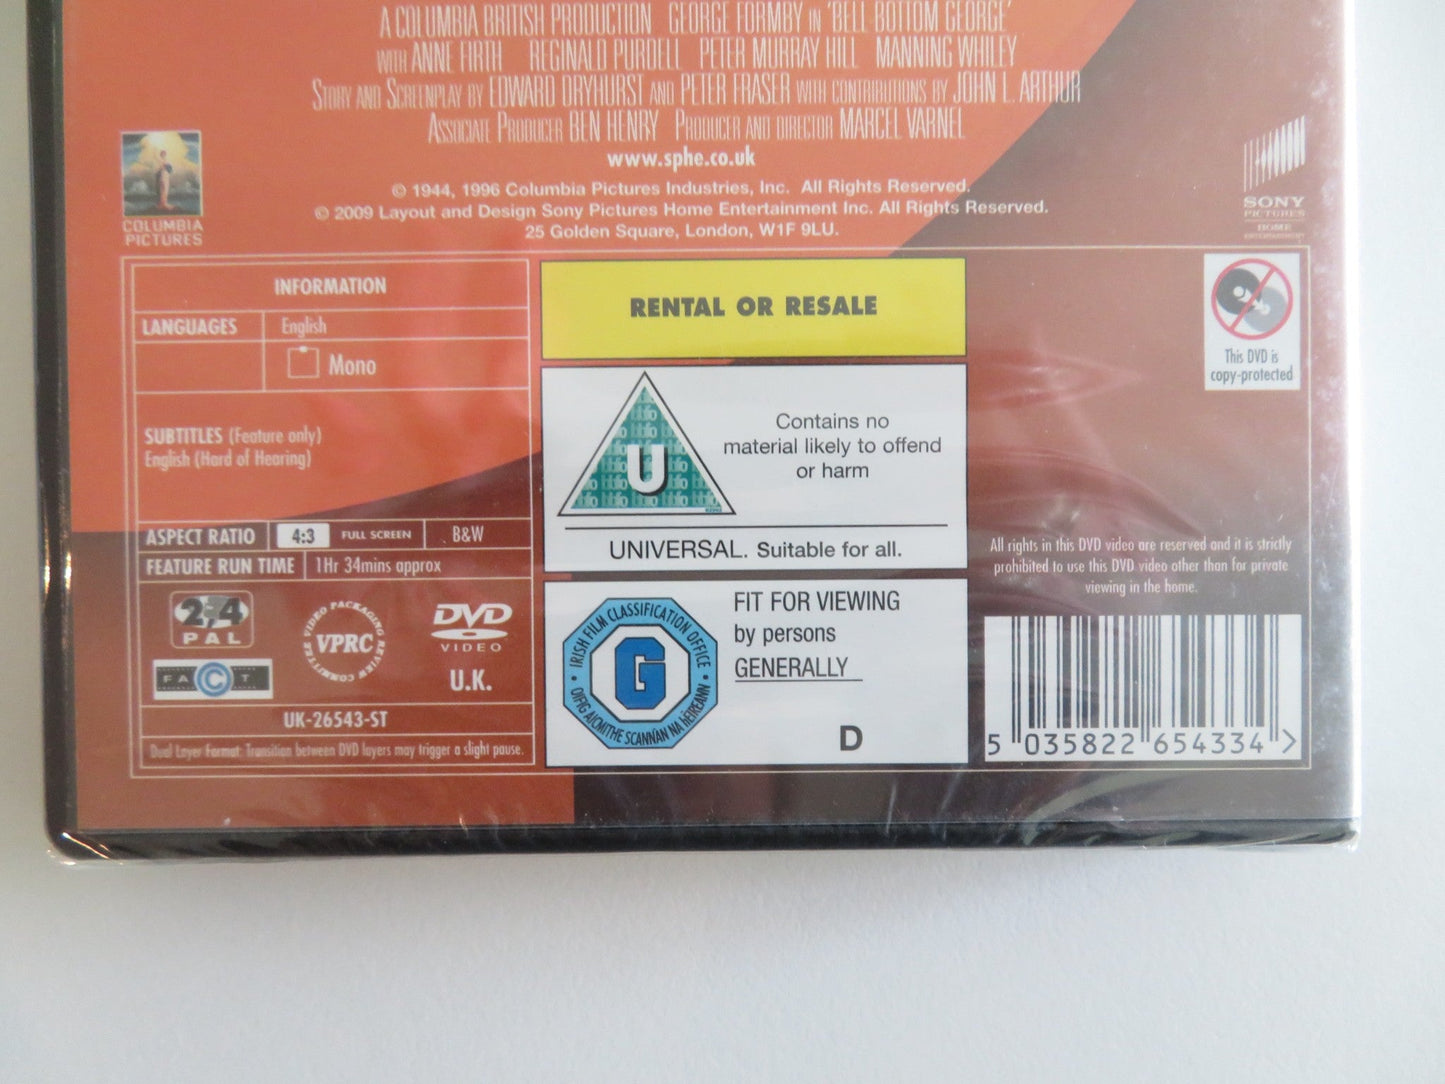 A COLUMBIA BRITISH PRODUCTION GEORGE FORMBY IN 'BELL-BOTTOM GEORGE'
WITH ANNE FIRTH REGINALD PURDELL PETER MURRAY HILL MANNING WHILEY
STORY AND SCREENPLAY BY EDWARD DRYHURST AND PETER FRASER WITH CONTRIBUTIONS BY JOHN L. ARTHUR
ASSOCIATE PRODUCER BEN HENRY PRODUCER AND DIRECTOR MARCEL VARNEL
www.sphe.co.uk
© 1944, 1996 Columbia Pictures Industries, Inc. All Rights Reserved.
© 2009 Layout and Design Sony Pictures Home Entertainment Inc. All Rights Reserved.
25 Golden Square, London, W1F 9LU.
COLUMBIA
PICTURES
SONY
PICTURES
HOME
ENTERTAINMENT
INFORMATION
LANGUAGES English
Mono
SUBTITLES (Feature only)
English (Hard of Hearing)
ASPECT RATIO 4:3 FULL SCREEN B&W
FEATURE RUN TIME 1Hr 34mins approx
2,4
PAL
VIDEO PACKAGING REVIEW COMMITTEE
VPRC
DVD
VIDEO
FACT
U.K.
UK-26543-ST
Dual Layer Format: Transition between DVD layers may trigger a slight pause.
RENTAL OR RESALE
U
Contains no
material likely to offend
or harm
UNIVERSAL. Suitable for all.
IRISH FILM CLASSIFICATION OFFICE
OIFIG AICMITHE SCANNÁN NA hÉIREANN
G
FIT FOR VIEWING
by persons
GENERALLY
D
This DVD is
copy-protected
All rights in this DVD video are reserved and it is strictly
prohibited to use this DVD video other than for private
viewing in the home.
5 035822 654334 >